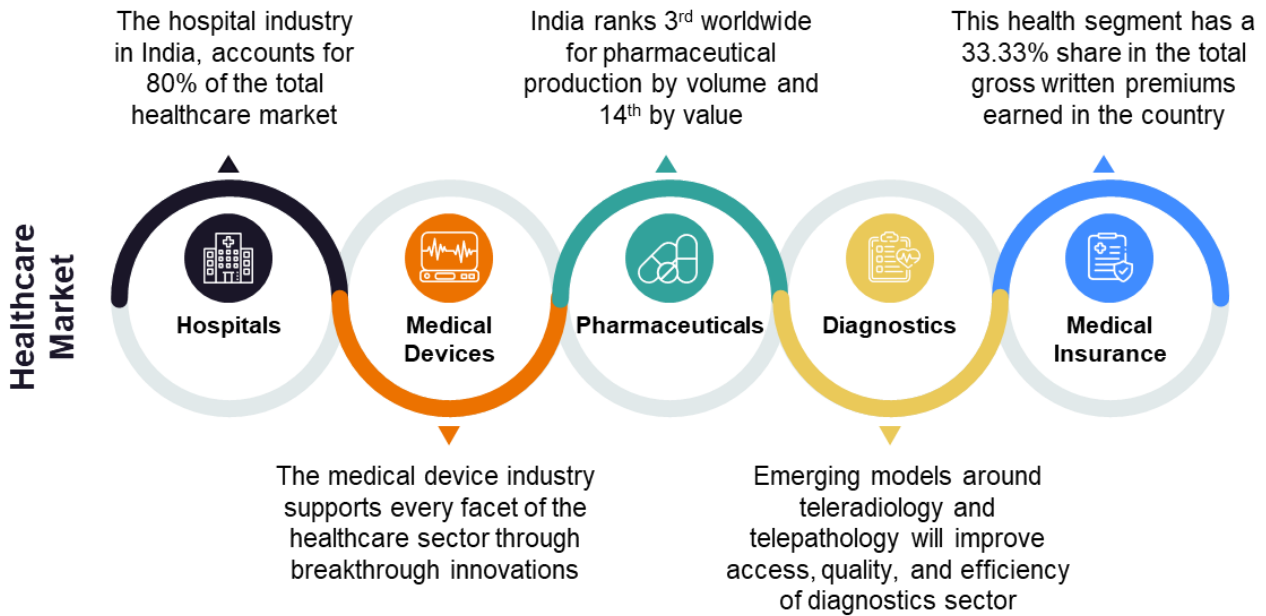 The hospital industry
in India, accounts for
80% of the total
healthcare market
India ranks 3rd worldwide
for pharmaceutical
production by volume and
14th by value
This health segment has a
33.33% share in the total
gross written premiums
earned in the country
Healthcare
Market
Hospitals
Medical
Devices
Pharmaceuticals
Diagnostics
Medical
Insurance
The medical device industry
supports every facet of the
healthcare sector through
breakthrough innovations
Emerging models around
teleradiology and
telepathology will improve
access, quality, and efficiency
of diagnostics sector